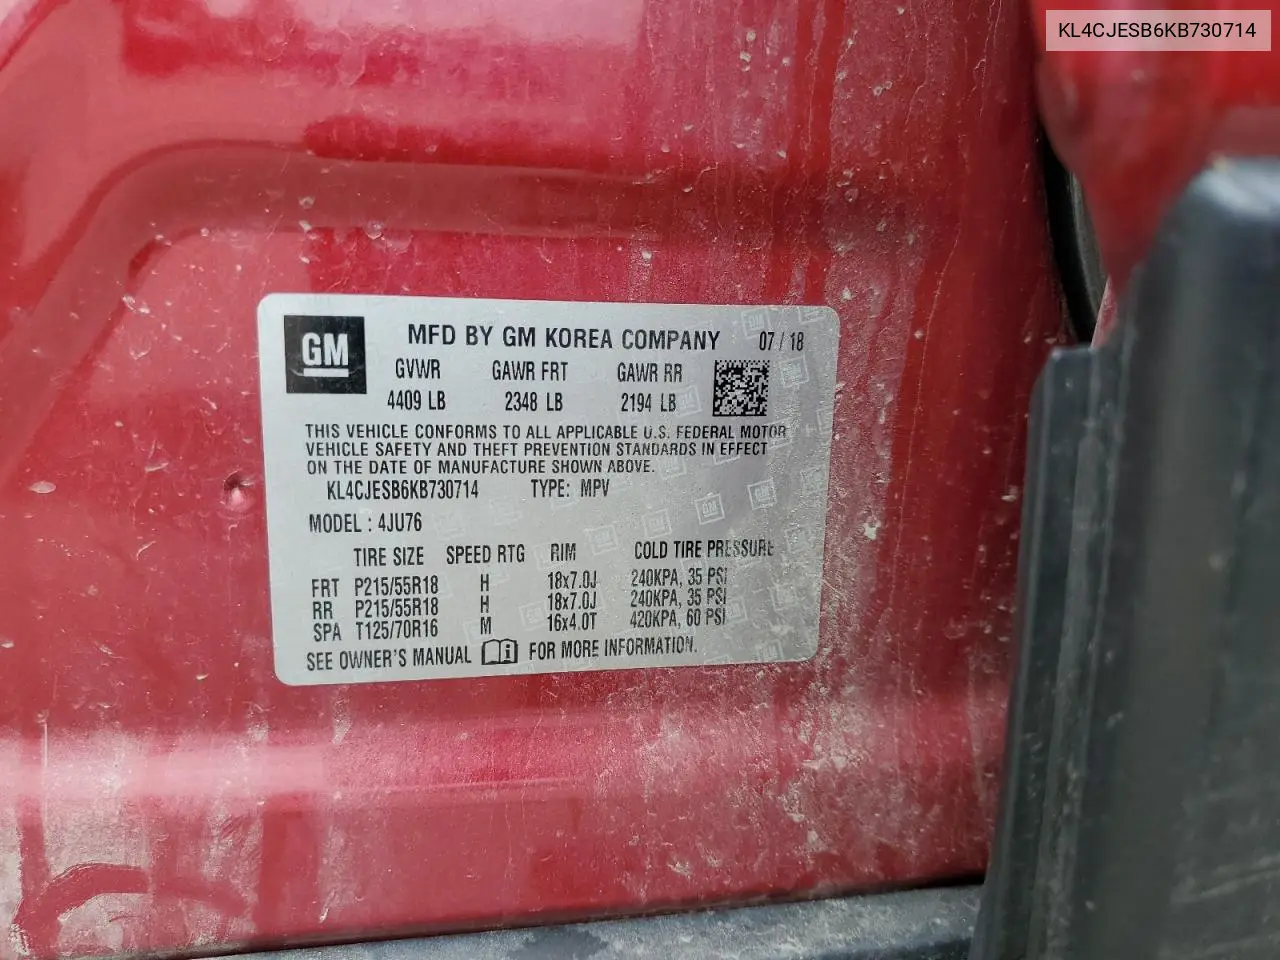 KL4CJESB6KB730714
GM MFD BY GM KOREA COMPANY 07 / 18
GVWR GAWR FRT GAWR RR
4409 LB 2348 LB 2194 LB
THIS VEHICLE CONFORMS TO ALL APPLICABLE U.S. FEDERAL MOTOR
VEHICLE SAFETY AND THEFT PREVENTION STANDARDS IN EFFECT
ON THE DATE OF MANUFACTURE SHOWN ABOVE.
KL4CJESB6KB730714 TYPE: MPV
MODEL : 4JU76
TIRE SIZE SPEED RTG RIM COLD TIRE PRESSURE
FRT P215/55R18 H 18x7.0J 240KPA, 35 PSI
RR P215/55R18 H 18x7.0J 240KPA, 35 PSI
SPA T125/70R16 M 16x4.0T 420KPA, 60 PSI
SEE OWNER'S MANUAL i FOR MORE INFORMATION.